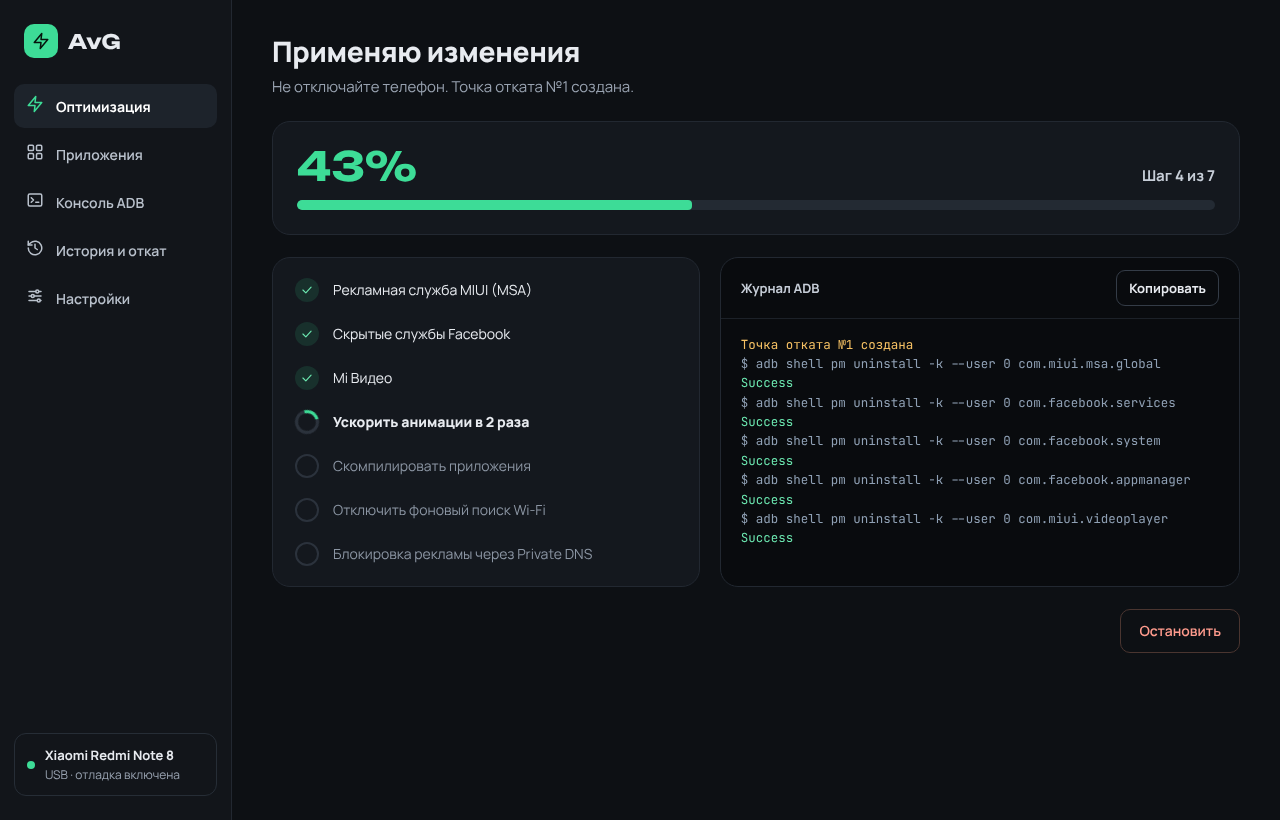 AvG
Оптимизация
Приложения
Консоль ADB
История и откат
Настройки
Xiaomi Redmi Note 8
USB · отладка включена
Применяю изменения
Не отключайте телефон. Точка отката №1 создана.
43%
Шаг 4 из 7
Рекламная служба MIUI (MSA)
Скрытые службы Facebook
Mi Видео
Ускорить анимации в 2 раза
Скомпилировать приложения
Отключить фоновый поиск Wi-Fi
Блокировка рекламы через Private DNS
Журнал ADB
Копировать
Точка отката №1 создана
$ adb shell pm uninstall -k --user 0 com.miui.msa.global
Success
$ adb shell pm uninstall -k --user 0 com.facebook.services
Success
$ adb shell pm uninstall -k --user 0 com.facebook.system
Success
$ adb shell pm uninstall -k --user 0 com.facebook.appmanager
Success
$ adb shell pm uninstall -k --user 0 com.miui.videoplayer
Success
Остановить